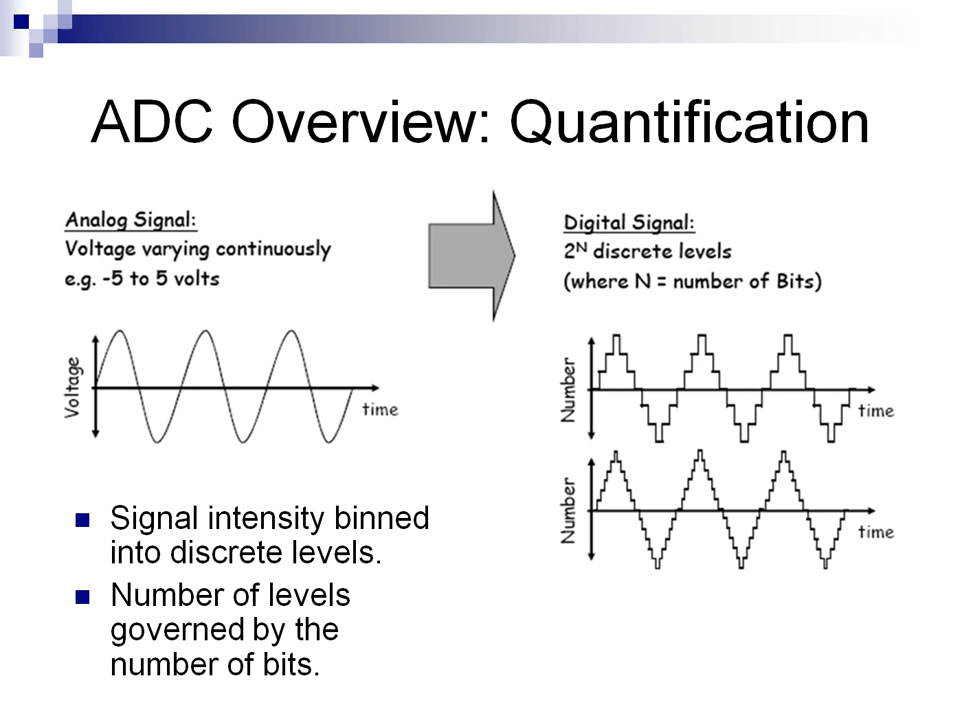 ADC Overview: Quantification
Analog Signal:
Voltage varying continuously
e.g. -5 to 5 volts
Digital Signal:
2ᴺ discrete levels
(where N = number of Bits)
Voltage
time
Number
time
Number
time
Signal intensity binned
into discrete levels.
Number of levels
governed by the
number of bits.